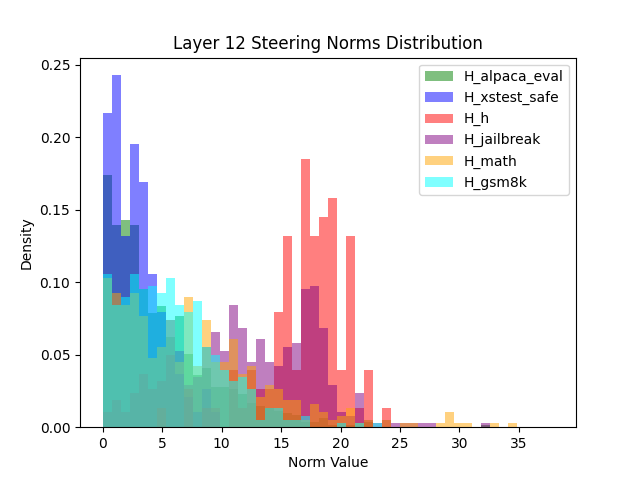 Layer 12 Steering Norms Distribution
0.25
0.20
0.15
0.10
0.05
0.00
Density
H_alpaca_eval
H_xstest_safe
H_h
H_jailbreak
H_math
H_gsm8k
0 5 10 15 20 25 30 35
Norm Value